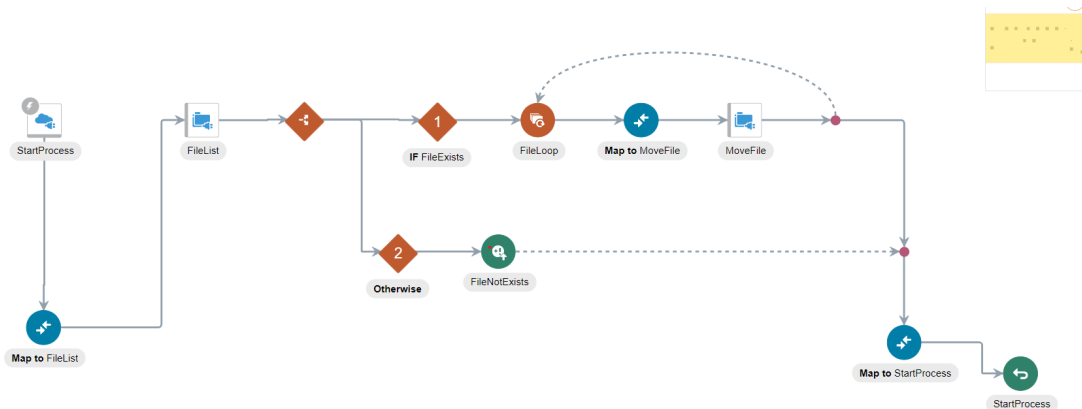 StartProcess
FileList
1
IF FileExists
FileLoop
Map to MoveFile
MoveFile
2
Otherwise
FileNotExists
Map to FileList
Map to StartProcess
StartProcess